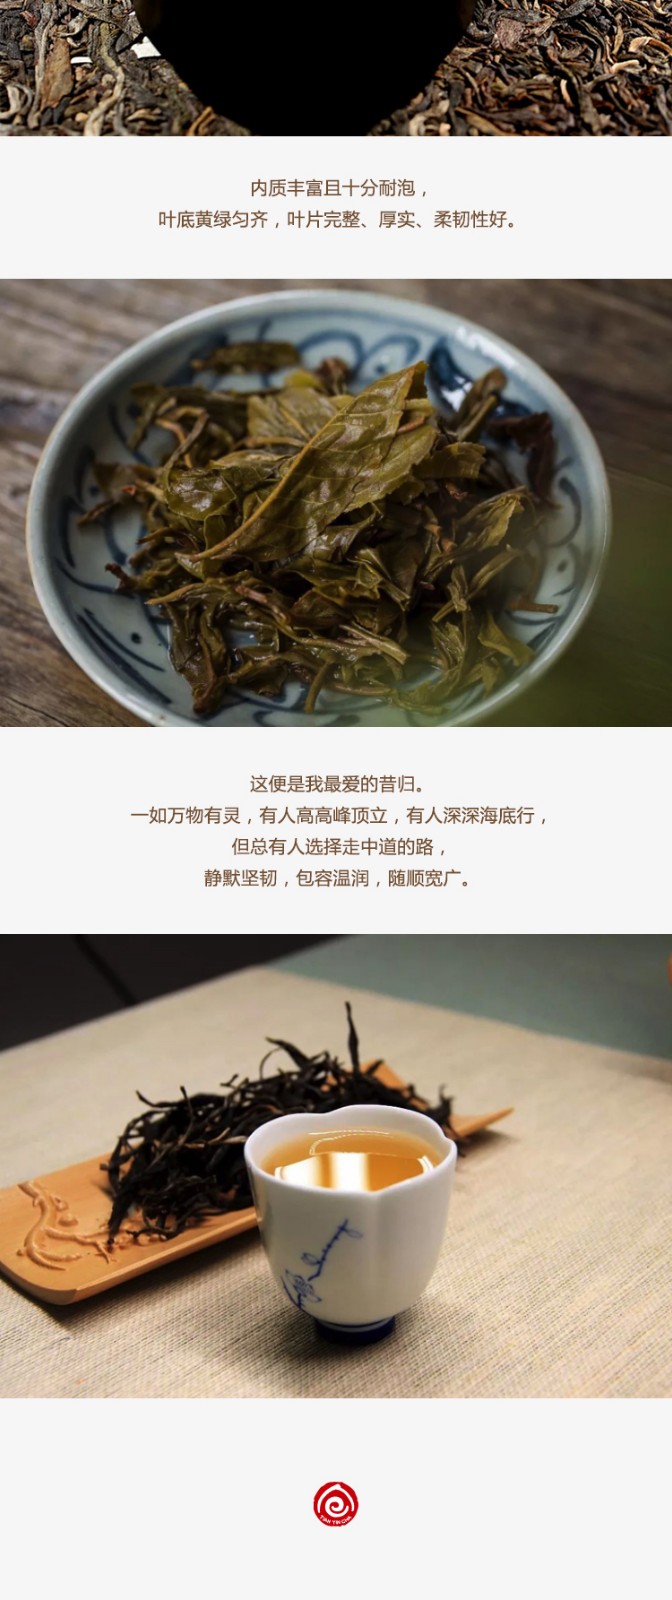 内质丰富且十分耐泡，
叶底黄绿匀齐，叶片完整、厚实、柔韧性好。
这便是我最爱的昔归。
一如万物有灵，有人高高峰顶立，有人深深海底行，
但总有人选择走中道的路，
静默坚韧，包容温润，随顺宽广。